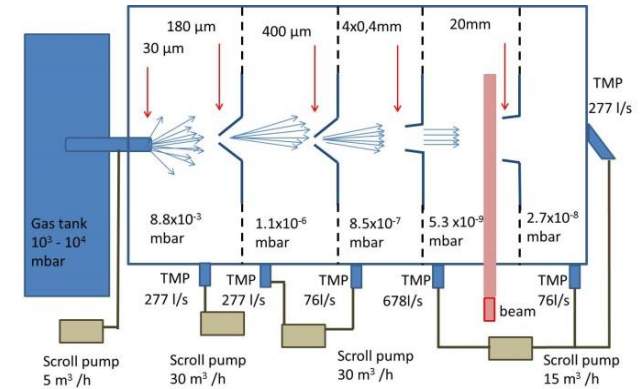 180 µm
400 µm
4x0,4mm
20mm
30 µm
TMP
277 l/s
Gas tank
10³ - 10⁴
mbar
8.8x10⁻³
mbar
1.1x10⁻⁶
mbar
8.5x10⁻⁷
mbar
5.3 x10⁻⁹
mbar
2.7x10⁻⁸
mbar
TMP
277 l/s
TMP
277 l/s
TMP
76l/s
TMP
678l/s
TMP
76l/s
beam
Scroll pump
5 m³ /h
Scroll pump
30 m³ /h
Scroll pump
30 m³ /h
Scroll pump
15 m³ /h